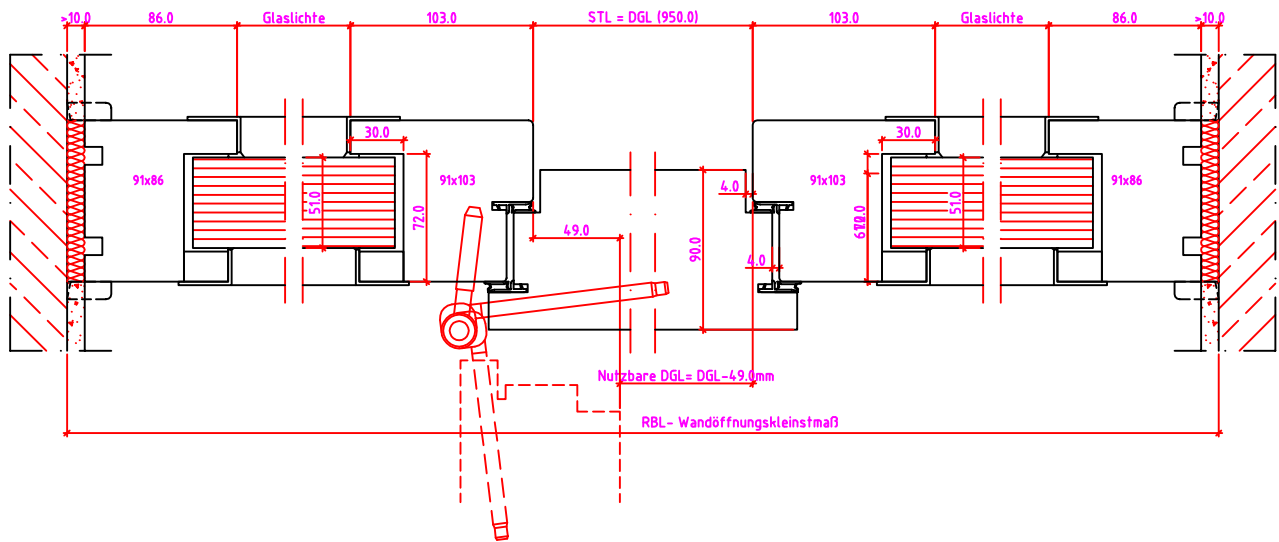 >10.0 86.0 Glaslichte 103.0 STL = DGL (950.0) 103.0 Glaslichte 86.0 >10.0
30.0 30.0
91x86 91x103 4.0 91x103 91x86
51.0 72.0 51.0
49.0 90.0 4.0
Nutzbare DGL= DGL-49.0mm
RBL- Wandöffnungskleinstmaß